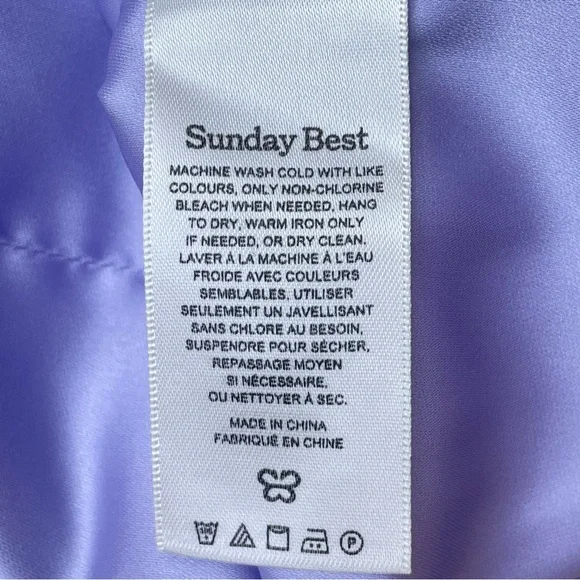 Sunday Best
MACHINE WASH COLD WITH LIKE
COLOURS, ONLY NON-CHLORINE
BLEACH WHEN NEEDED, HANG
TO DRY, WARM IRON ONLY
IF NEEDED, OR DRY CLEAN.
LAVER À LA MACHINE À L'EAU
FROIDE AVEC COULEURS
SEMBLABLES, UTILISER
SEULEMENT UN JAVELLISANT
SANS CHLORE AU BESOIN,
SUSPENDRE POUR SÉCHER,
REPASSAGE MOYEN
SI NÉCESSAIRE,
OU NETTOYER À SEC.
MADE IN CHINA
FABRIQUÉ EN CHINE
P